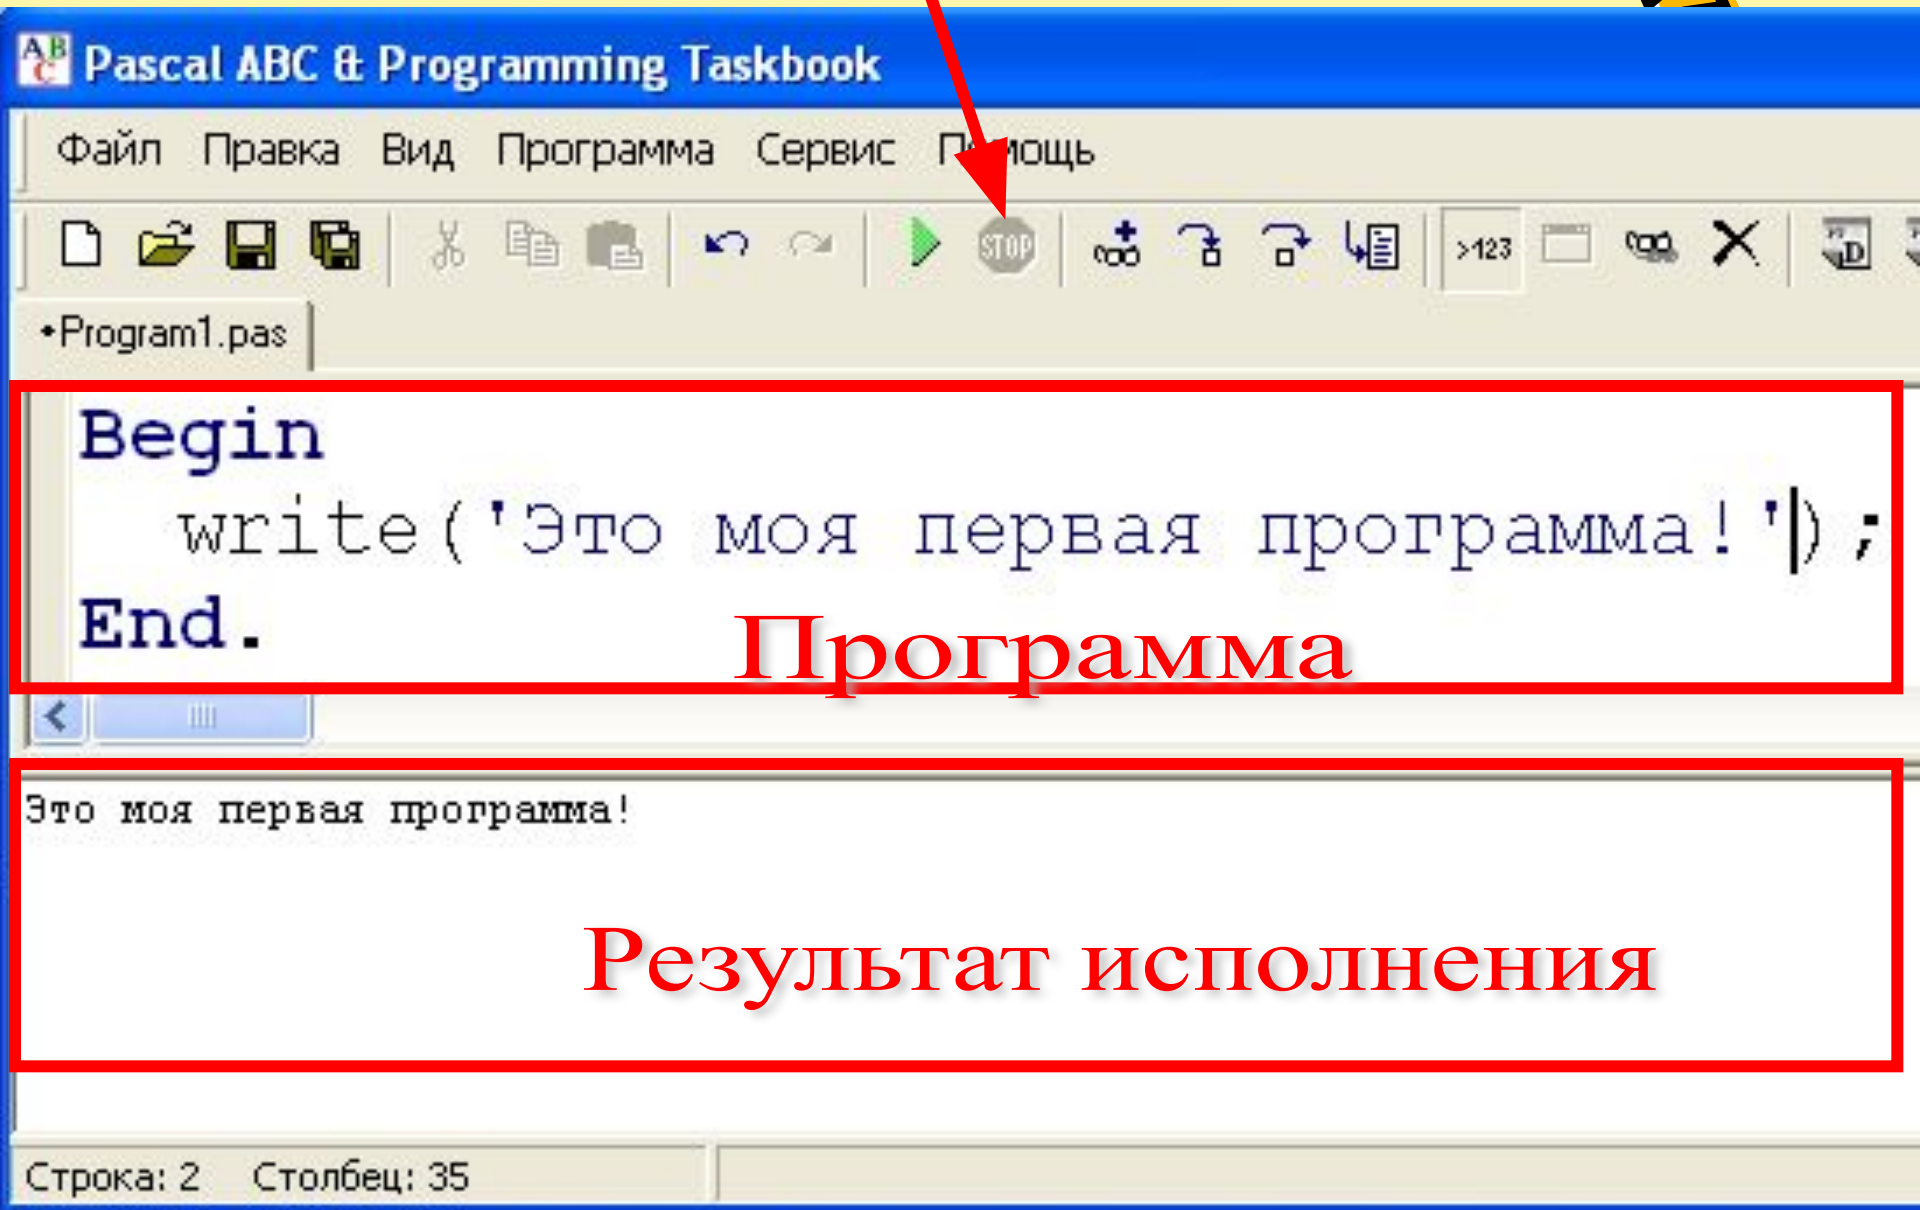 Pascal ABC & Programming Taskbook
Файл Правка Вид Программа Сервис
STOP >123 D
•Program1.pas
Begin
write('Это моя первая программа!');
End.
Программа
Это моя первая программа!
Результат исполнения
Строка: 2 Столбец: 35